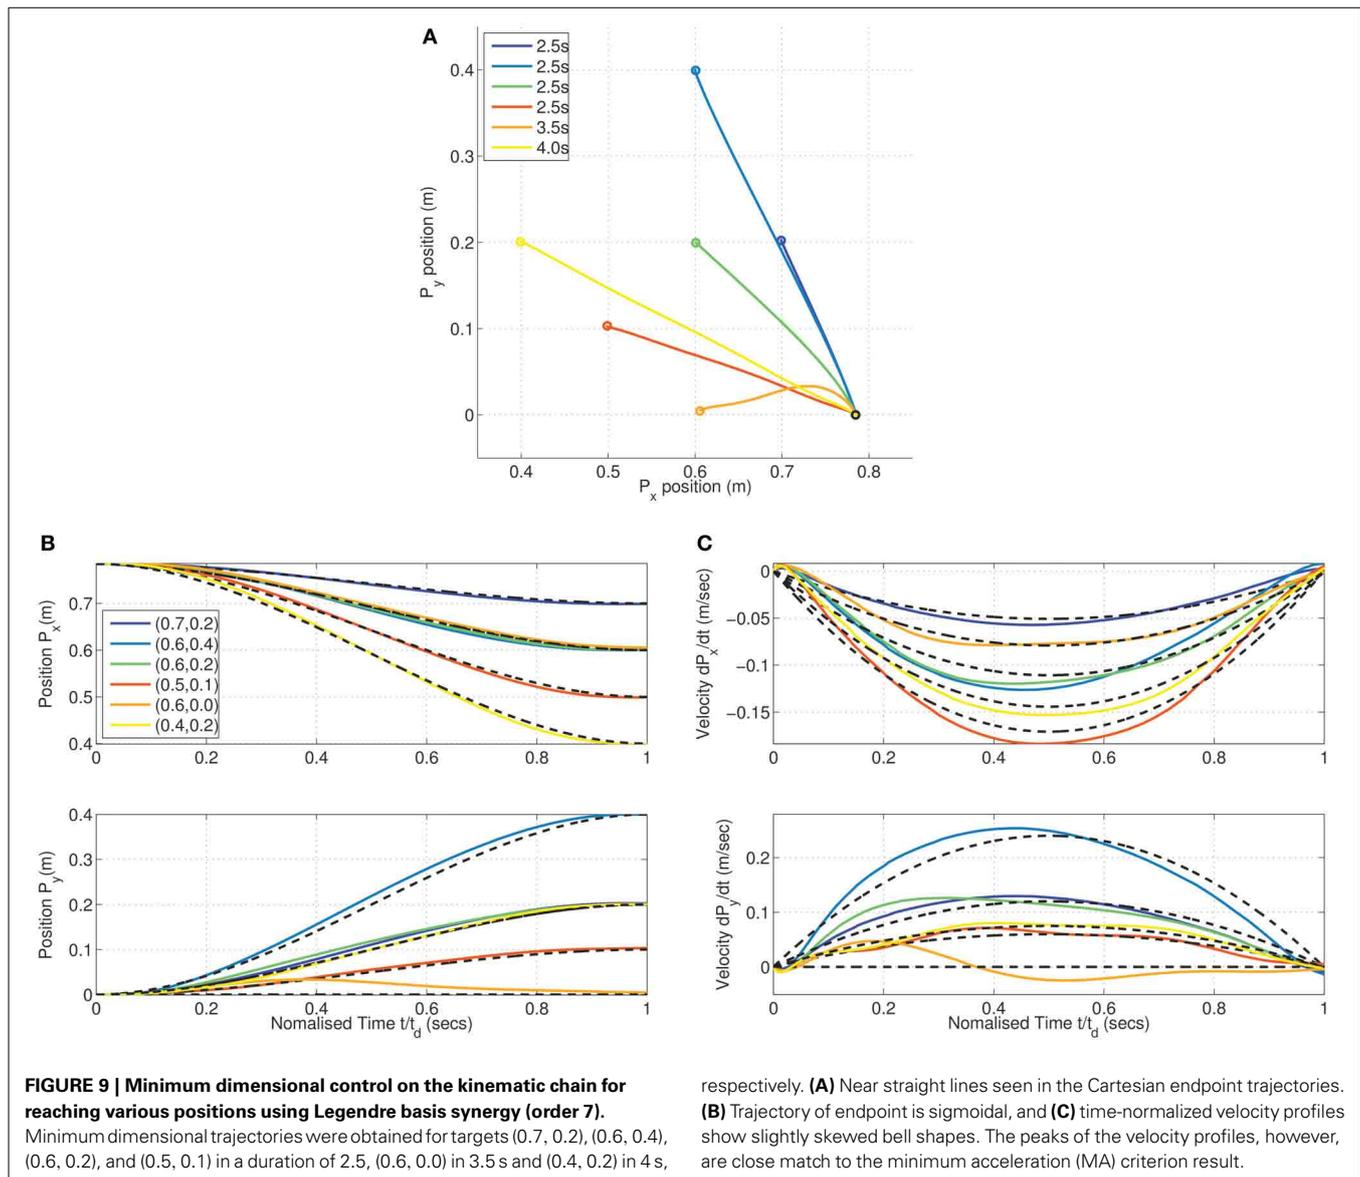 A
2.5s
2.5s
2.5s
2.5s
3.5s
4.0s
0.4
0.3
0.2
0.1
0
P_y position (m)
0.4 0.5 0.6 0.7 0.8
P_x position (m)
B
0.7
0.6
0.5
0.4
Position P_x(m)
(0.7,0.2)
(0.6,0.4)
(0.6,0.2)
(0.5,0.1)
(0.6,0.0)
(0.4,0.2)
0 0.2 0.4 0.6 0.8 1
0.4
0.3
0.2
0.1
0
Position P_y(m)
0 0.2 0.4 0.6 0.8 1
Nomalised Time t/t_d (secs)
C
0
−0.05
−0.1
−0.15
Velocity dP_x/dt (m/sec)
0 0.2 0.4 0.6 0.8 1
0.2
0.1
0
Velocity dP_y/dt (m/sec)
0 0.2 0.4 0.6 0.8 1
Nomalised Time t/t_d (secs)
FIGURE 9 | Minimum dimensional control on the kinematic chain for
reaching various positions using Legendre basis synergy (order 7).
Minimum dimensional trajectories were obtained for targets (0.7, 0.2), (0.6, 0.4),
(0.6, 0.2), and (0.5, 0.1) in a duration of 2.5, (0.6, 0.0) in 3.5 s and (0.4, 0.2) in 4 s,
respectively. (A) Near straight lines seen in the Cartesian endpoint trajectories.
(B) Trajectory of endpoint is sigmoidal, and (C) time-normalized velocity profiles
show slightly skewed bell shapes. The peaks of the velocity profiles, however,
are close match to the minimum acceleration (MA) criterion result.